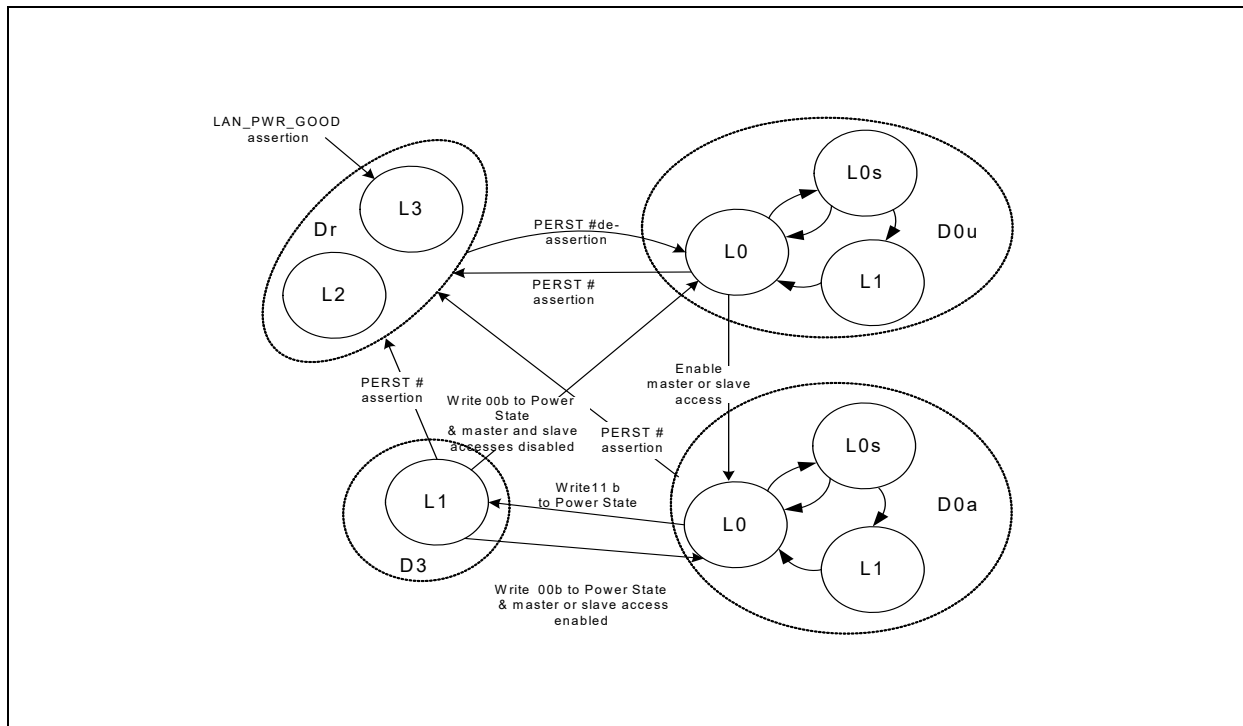 LAN_PWR_GOOD
assertion
L3
Dr
L2
PERST #de-
assertion
PERST #
assertion
L0s
L0
D0u
L1
PERST #
assertion
Write 00b to Power
State
& master and slave
accesses disabled
PERST #
assertion
Enable
master or slave
access
L0s
L0
D0a
L1
Write11 b
to Power State
L1
D3
Write 00b to Power State
& master or slave access
enabled